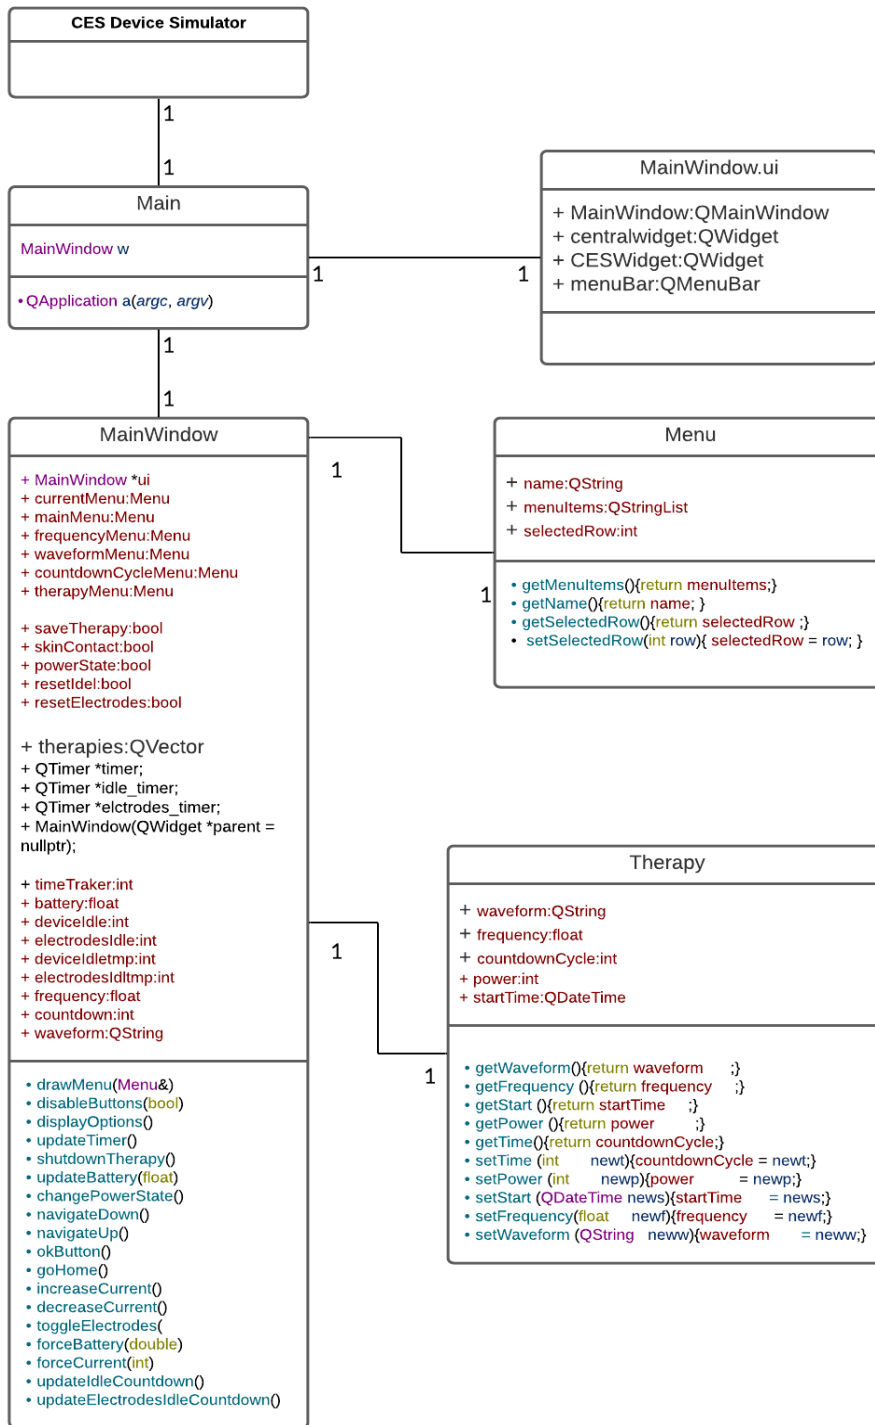 CES Device Simulator
1
1
Main
MainWindow w
• QApplication a(argc, argv)
1
1
MainWindow.ui
+ MainWindow:QMainWindow
+ centralwidget:QWidget
+ CESWidget:QWidget
+ menuBar:QMenuBar
1
1
MainWindow
+ MainWindow *ui
+ currentMenu:Menu
+ mainMenu:Menu
+ frequencyMenu:Menu
+ waveformMenu:Menu
+ countdownCycleMenu:Menu
+ therapyMenu:Menu
+ saveTherapy:bool
+ skinContact:bool
+ powerState:bool
+ resetIdel:bool
+ resetElectrodes:bool
+ therapies:QVector
+ QTimer *timer;
+ QTimer *idle_timer;
+ QTimer *elctrodes_timer;
+ MainWindow(QWidget *parent =
nullptr);
+ timeTraker:int
+ battery:float
+ deviceIdle:int
+ electrodesIdle:int
+ deviceIdletmp:int
+ electrodesIdltmp:int
+ frequency:float
+ countdown:int
+ waveform:QString
• drawMenu(Menu&)
• disableButtons(bool)
• displayOptions()
• updateTimer()
• shutdownTherapy()
• updateBattery(float)
• changePowerState()
• navigateDown()
• navigateUp()
• okButton()
• goHome()
• increaseCurrent()
• decreaseCurrent()
• toggleElectrodes(
• forceBattery(double)
• forceCurrent(int)
• updateIdleCountdown()
• updateElectrodesIdleCountdown()
1
1
Menu
+ name:QString
+ menuItems:QStringList
+ selectedRow:int
• getMenuItems(){return menuItems;}
• getName(){return name; }
• getSelectedRow(){return selectedRow ;}
• setSelectedRow(int row){ selectedRow = row; }
1
1
Therapy
+ waveform:QString
+ frequency:float
+ countdownCycle:int
+ power:int
+ startTime:QDateTime
• getWaveform(){return waveform ;}
• getFrequency (){return frequency ;}
• getStart (){return startTime ;}
• getPower (){return power ;}
• getTime(){return countdownCycle;}
• setTime (int newt){countdownCycle = newt;}
• setPower (int newp){power = newp;}
• setStart (QDateTime news){startTime = news;}
• setFrequency(float newf){frequency = newf;}
• setWaveform (QString neww){waveform = neww;}